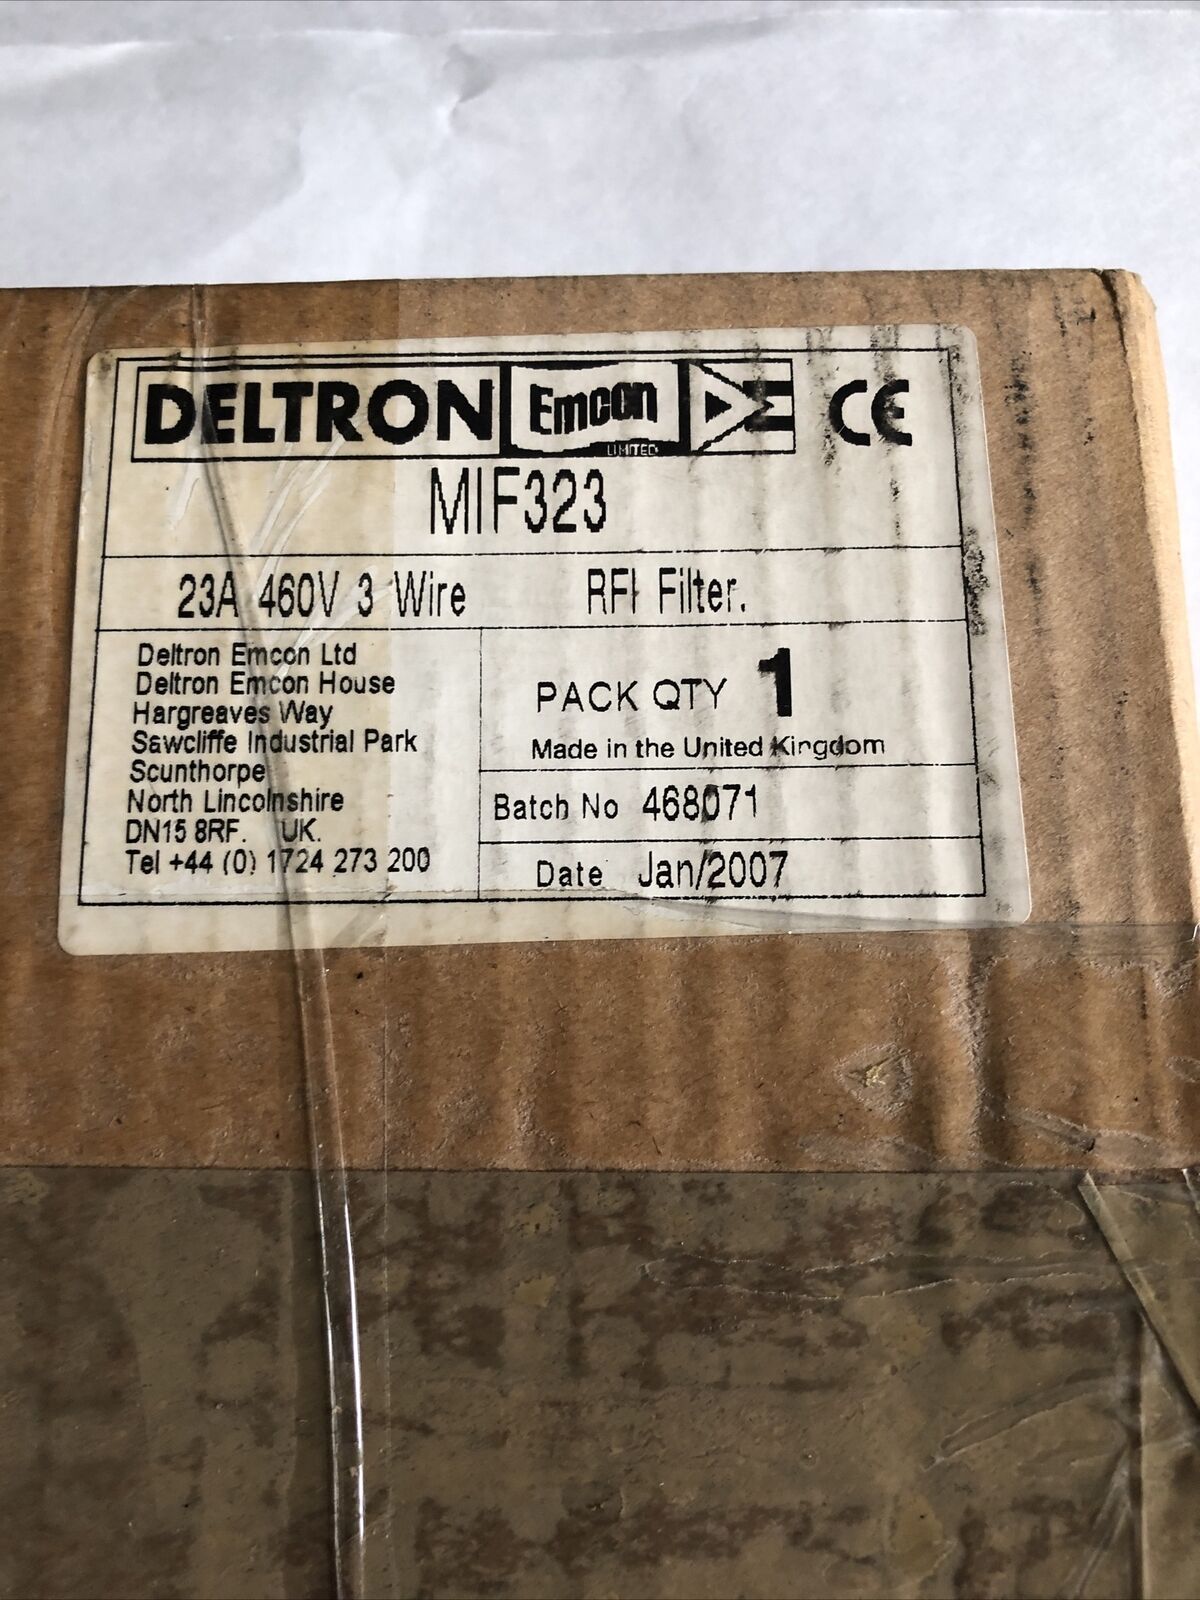 DELTRON Emcon LIMITED CE
MIF323
23A 460V 3 Wire RFI Filter.
Deltron Emcon Ltd
Deltron Emcon House
Hargreaves Way
Sawcliffe Industrial Park
Scunthorpe
North Lincolnshire
DN15 8RF. UK.
Tel +44 (0) 1724 273 200
PACK QTY 1
Made in the United Kingdom
Batch No 468071
Date Jan/2007